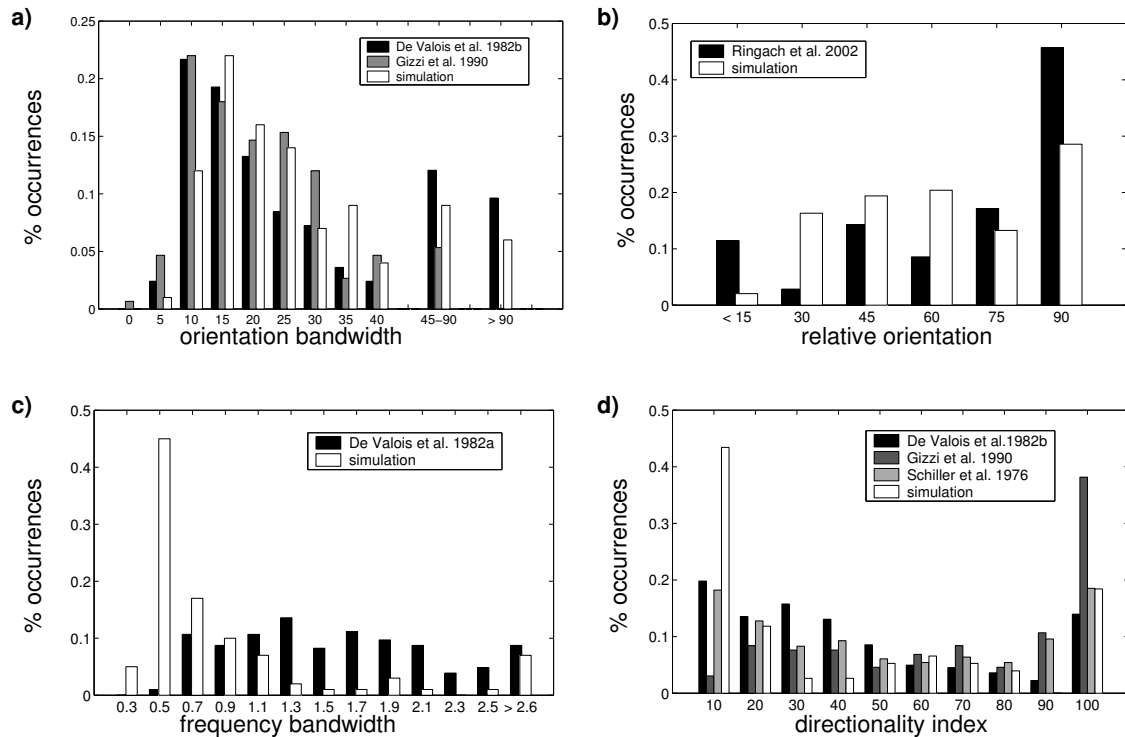 a)
0.25
0.2
0.15
0.1
0.05
0
% occurrences
De Valois et al. 1982b
Gizzi et al. 1990
simulation
0 5 10 15 20 25 30 35 40 45–90 > 90
orientation bandwidth
b)
0.5
0.4
0.3
0.2
0.1
0
% occurrences
Ringach et al. 2002
simulation
< 15 30 45 60 75 90
relative orientation
c)
0.5
0.4
0.3
0.2
0.1
0
% occurrences
De Valois et al. 1982a
simulation
0.3 0.5 0.7 0.9 1.1 1.3 1.5 1.7 1.9 2.1 2.3 2.5 > 2.6
frequency bandwidth
d)
0.5
0.4
0.3
0.2
0.1
0
% occurrences
De Valois et al.1982b
Gizzi et al. 1990
Schiller et al. 1976
simulation
10 20 30 40 50 60 70 80 90 100
directionality index